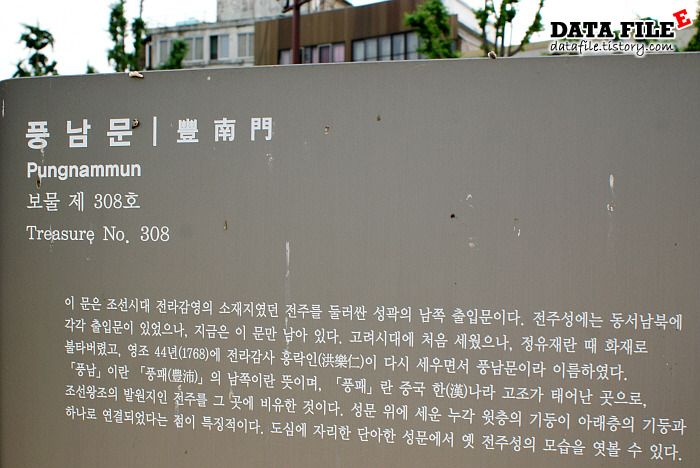 DATA FILE
datafile.tistory.com
풍남문 | 豐南門
Pungnammun
보물 제 308호
Treasure No. 308
이 문은 조선시대 전라감영의 소재지였던 전주를 둘러싼 성곽의 남쪽 출입문이다. 전주성에는 동서남북에
각각 출입문이 있었으나, 지금은 이 문만 남아 있다. 고려시대에 처음 세웠으나, 정유재란 때 화재로
불타버렸고, 영조 44년(1768)에 전라감사 홍락인(洪樂仁)이 다시 세우면서 풍남문이라 이름하였다.
「풍남」이란 「풍패(豐沛)」의 남쪽이란 뜻이며, 「풍패」란 중국 한(漢)나라 고조가 태어난 곳으로,
조선왕조의 발원지인 전주를 그 곳에 비유한 것이다. 성문 위에 세운 누각 윗층의 기둥이 아래층의 기둥과
하나로 연결되었다는 점이 특징적이다. 도심에 자리한 단아한 성문에서 옛 전주성의 모습을 엿볼 수 있다.